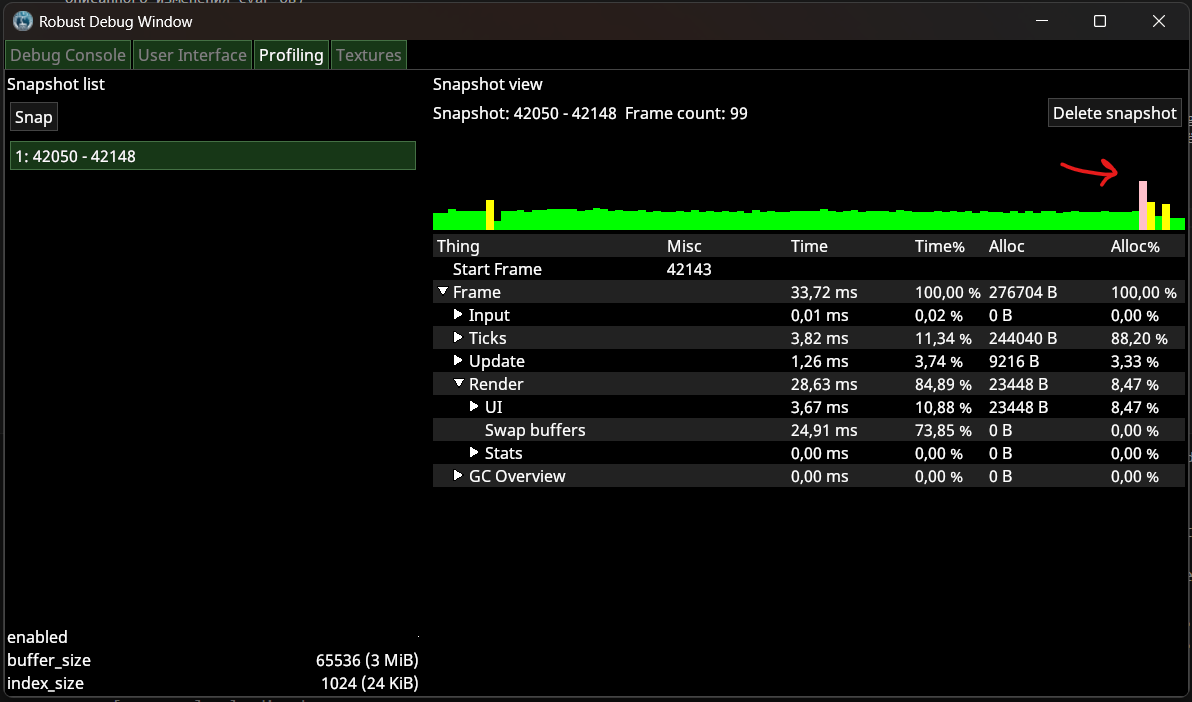 описанного изменения cvar'ов?
Robust Debug Window
Debug Console User Interface Profiling Textures
Snapshot list
Snapshot view
Snap
Snapshot: 42050 - 42148 Frame count: 99
Delete snapshot
1: 42050 - 42148
Thing Misc Time Time% Alloc Alloc%
Start Frame 42143
Frame 33,72 ms 100,00 % 276704 B 100,00 %
Input 0,01 ms 0,02 % 0 B 0,00 %
Ticks 3,82 ms 11,34 % 244040 B 88,20 %
Update 1,26 ms 3,74 % 9216 B 3,33 %
Render 28,63 ms 84,89 % 23448 B 8,47 %
UI 3,67 ms 10,88 % 23448 B 8,47 %
Swap buffers 24,91 ms 73,85 % 0 B 0,00 %
Stats 0,00 ms 0,00 % 0 B 0,00 %
GC Overview 0,00 ms 0,00 % 0 B 0,00 %
enabled
buffer_size 65536 (3 MiB)
index_size 1024 (24 KiB)